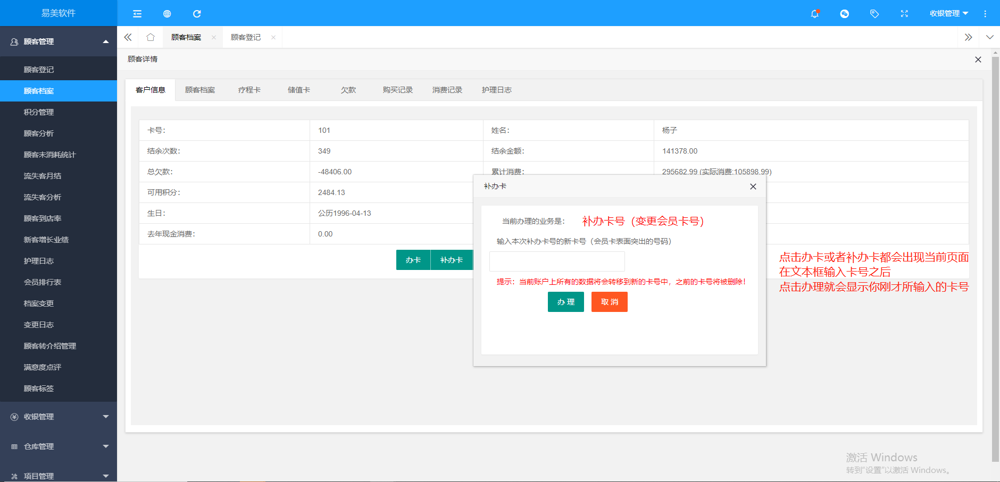 易美软件
收银管理
顾客管理
顾客登记
顾客档案
积分管理
顾客分析
顾客未消耗统计
流失客月结
流失客分析
顾客到店率
新客增长业绩
护理日志
会员排行表
档案变更
变更日志
顾客转介绍管理
满意度点评
顾客标签
收银管理
仓库管理
项目管理
顾客档案
顾客登记
顾客详情
客户信息
顾客档案
疗程卡
储值卡
欠款
购买记录
消费记录
护理日志
卡号： 101 姓名： 杨子
结余次数： 349 结余金额： 141378.00
总欠款： -48406.00 累计消费： 295682.99 (实际消费:105898.99)
可用积分： 2484.13
生日： 公历1996-04-13
去年现金消费： 0.00
办卡
补办卡
补办卡
当前办理的业务是： 补办卡号（变更会员卡号）
输入本次补办卡号的新卡号（会员卡表面突出的号码）
提示：当前账户上所有的数据将会转移到新的卡号中，之前的卡号将被删除！
办 理
取 消
点击办卡或者补办卡都会出现当前页面
在文本框输入卡号之后
点击办理就会显示你刚才所输入的卡号
激活 Windows
转到“设置”以激活 Windows。